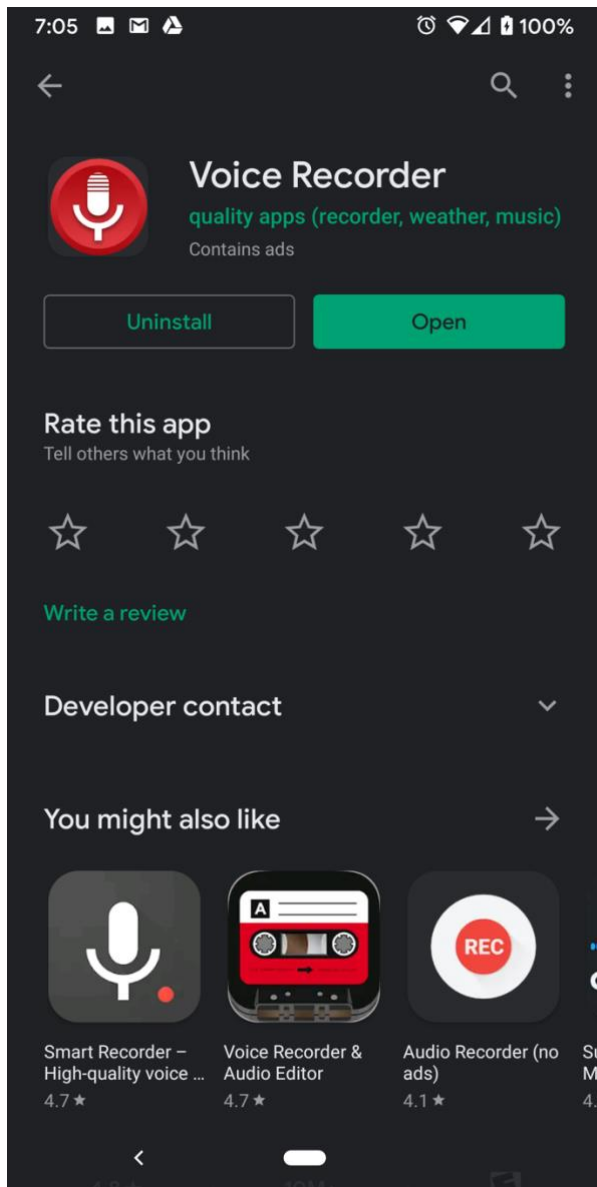 7:05
100%
Voice Recorder
quality apps (recorder, weather, music)
Contains ads
Uninstall
Open
Rate this app
Tell others what you think
Write a review
Developer contact
You might also like
A
REC
Smart Recorder –
High-quality voice ...
4.7★
Voice Recorder &
Audio Editor
4.7★
Audio Recorder (no
ads)
4.1★